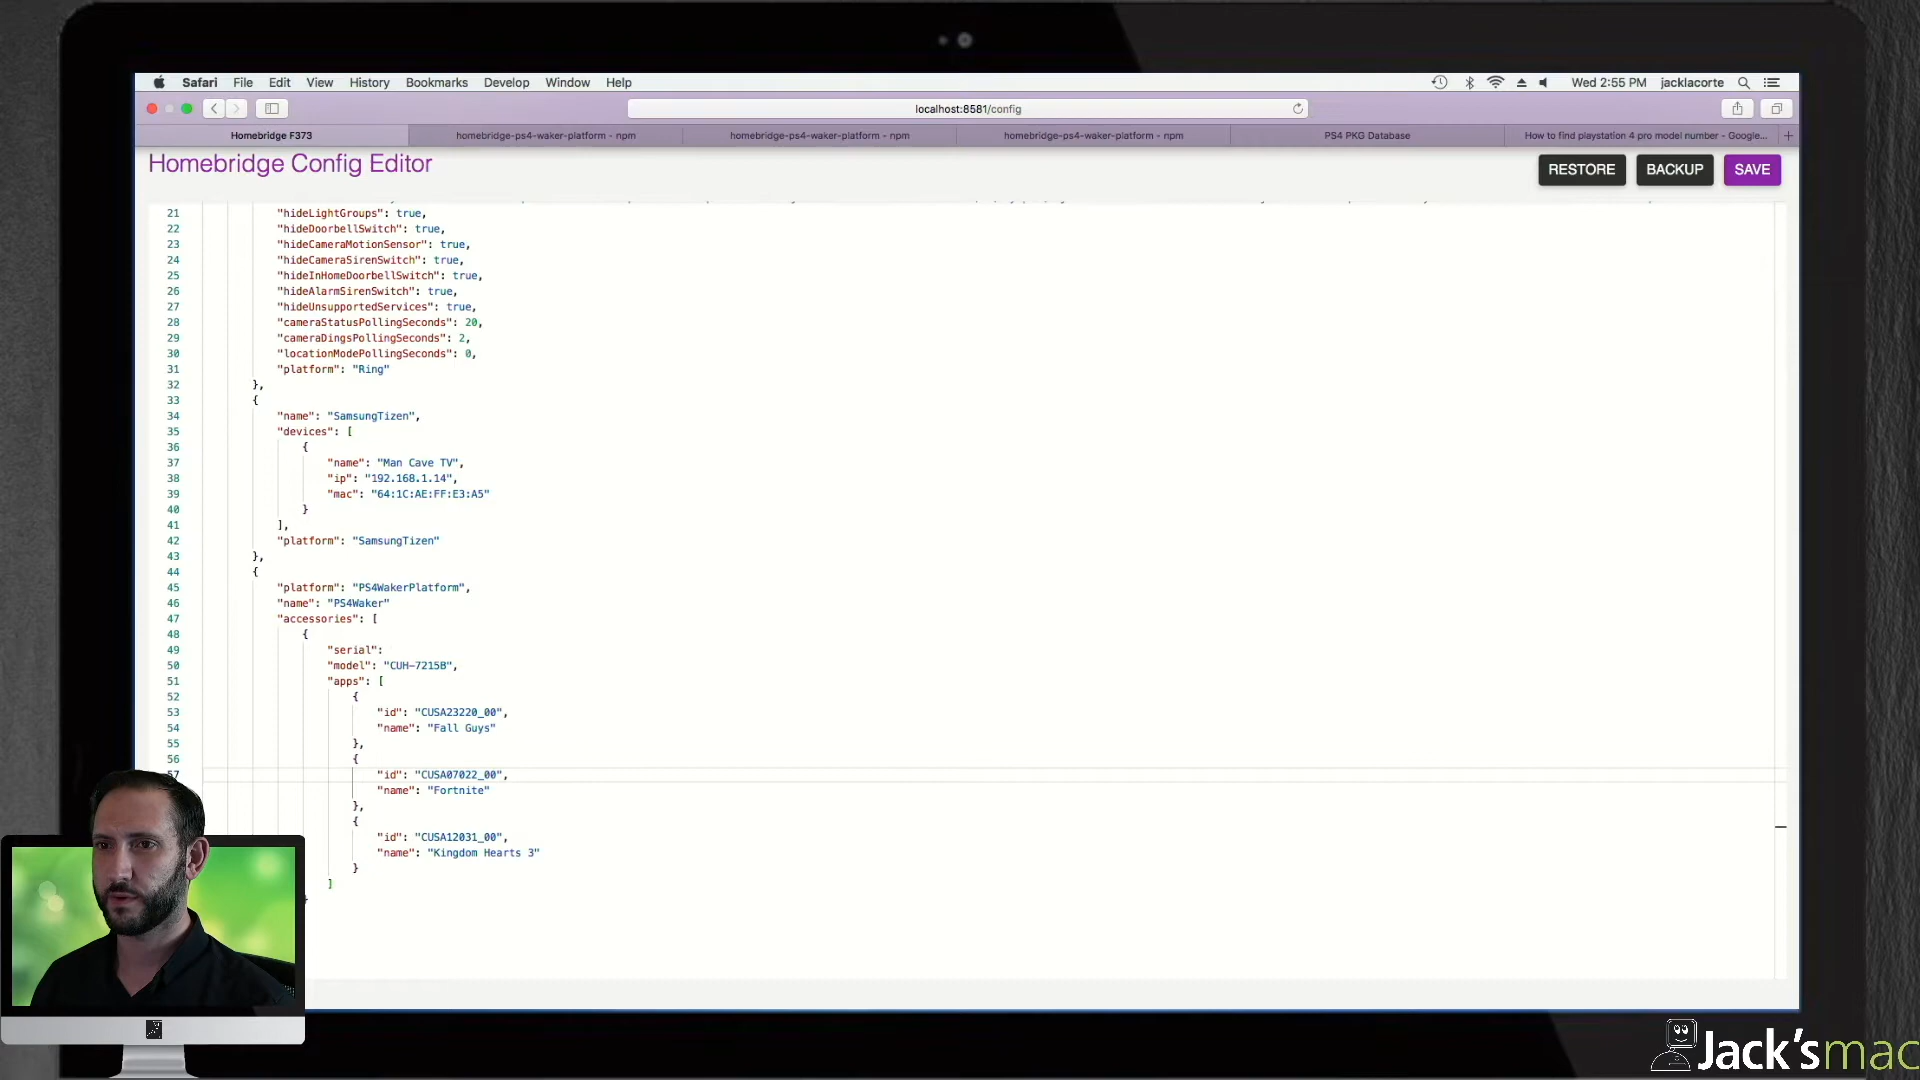 Safari File Edit View History Bookmarks Develop Window Help Wed 2:55 PM jacklacorte
localhost:8581/config
Homebridge F373 homebridge-ps4-waker-platform - npm homebridge-ps4-waker-platform - npm homebridge-ps4-waker-platform - npm PS4 PKG Database How to find playstation 4 pro model number - Google... +
Homebridge Config Editor RESTORE BACKUP SAVE
21 "hideLightGroups": true,
22 "hideDoorbellSwitch": true,
23 "hideCameraMotionSensor": true,
24 "hideCameraSirenSwitch": true,
25 "hideInHomeDoorbellSwitch": true,
26 "hideAlarmSirenSwitch": true,
27 "hideUnsupportedServices": true,
28 "cameraStatusPollingSeconds": 20,
29 "cameraDingsPollingSeconds": 2,
30 "locationModePollingSeconds": 0,
31 "platform": "Ring"
32 },
33 {
34 "name": "SamsungTizen",
35 "devices": [
36 {
37 "name": "Man Cave TV",
38 "ip": "192.168.1.14",
39 "mac": "64:1C:AE:FF:E3:A5"
40 }
41 ],
42 "platform": "SamsungTizen"
43 },
44 {
45 "platform": "PS4WakerPlatform",
46 "name": "PS4Waker"
47 "accessories": [
48 {
49 "serial":
50 "model": "CUH-7215B",
51 "apps": [
52 {
53 "id": "CUSA23220_00",
54 "name": "Fall Guys"
55 },
56 {
57 "id": "CUSA07022_00",
"name": "Fortnite"
},
{
"id": "CUSA12031_00",
"name": "Kingdom Hearts 3"
}
]
Jack'smac